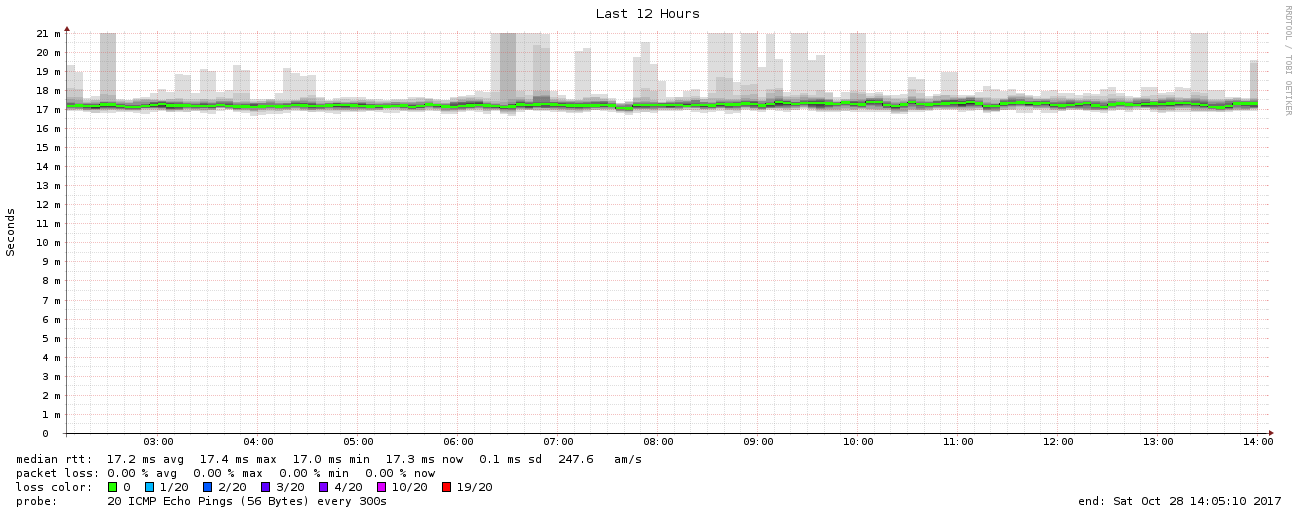 Last 12 Hours
RRDTOOL / TOBI OETIKER
Seconds
21 m
20 m
19 m
18 m
17 m
16 m
15 m
14 m
13 m
12 m
11 m
10 m
9 m
8 m
7 m
6 m
5 m
4 m
3 m
2 m
1 m
0
03:00 04:00 05:00 06:00 07:00 08:00 09:00 10:00 11:00 12:00 13:00 14:00
median rtt: 17.2 ms avg 17.4 ms max 17.0 ms min 17.3 ms now 0.1 ms sd 247.6 am/s
packet loss: 0.00 % avg 0.00 % max 0.00 % min 0.00 % now
loss color: 0 1/20 2/20 3/20 4/20 10/20 19/20
probe: 20 ICMP Echo Pings (56 Bytes) every 300s end: Sat Oct 28 14:05:10 2017